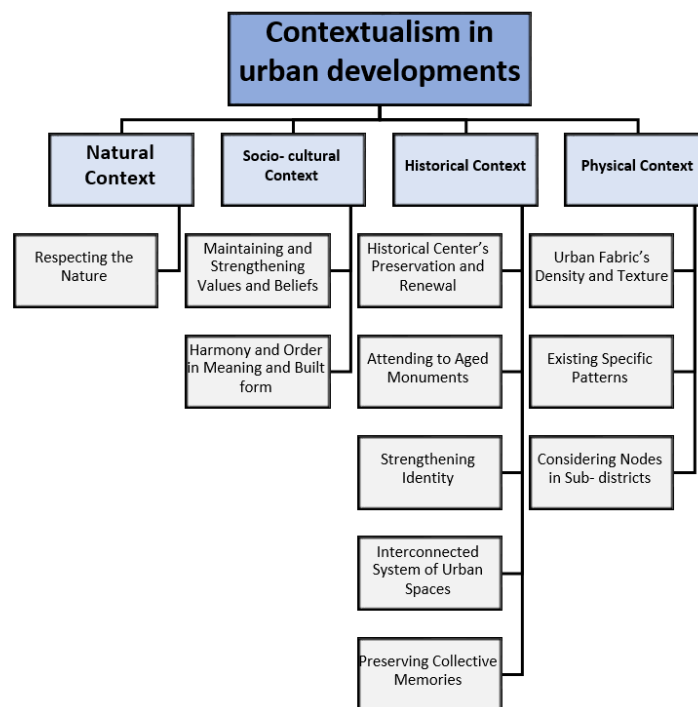 Contextualism in
urban developments
Natural
Context
Socio- cultural
Context
Historical Context
Physical Context
Respecting the
Nature
Maintaining and
Strengthening
Values and Beliefs
Historical Center’s
Preservation and
Renewal
Urban Fabric’s
Density and Texture
Harmony and Order
in Meaning and Built
form
Attending to Aged
Monuments
Existing Specific
Patterns
Strengthening
Identity
Considering Nodes
in Sub- districts
Interconnected
System of Urban
Spaces
Preserving Collective
Memories